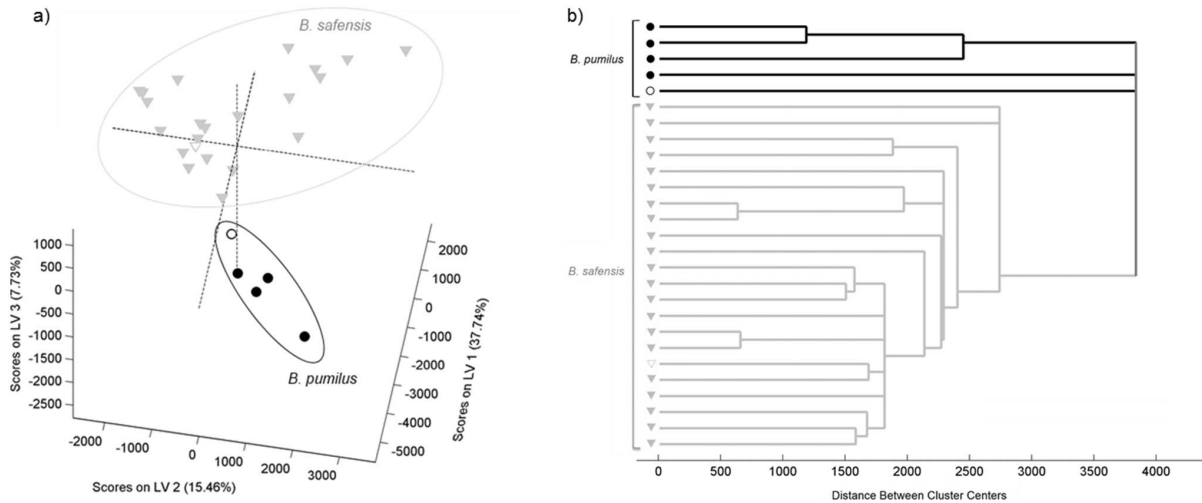 a)
B. safensis
1000
500
0
-500
-1000
-1500
-2000
-2500
Scores on LV 3 (7.73%)
-2000
-1000
0
1000
2000
3000
Scores on LV 2 (15.46%)
2000
1000
0
-1000
-2000
-3000
-4000
-5000
Scores on LV 1 (37.74%)
B. pumilus
b)
B. pumilus
B. safensis
0 500 1000 1500 2000 2500 3000 3500 4000
Distance Between Cluster Centers